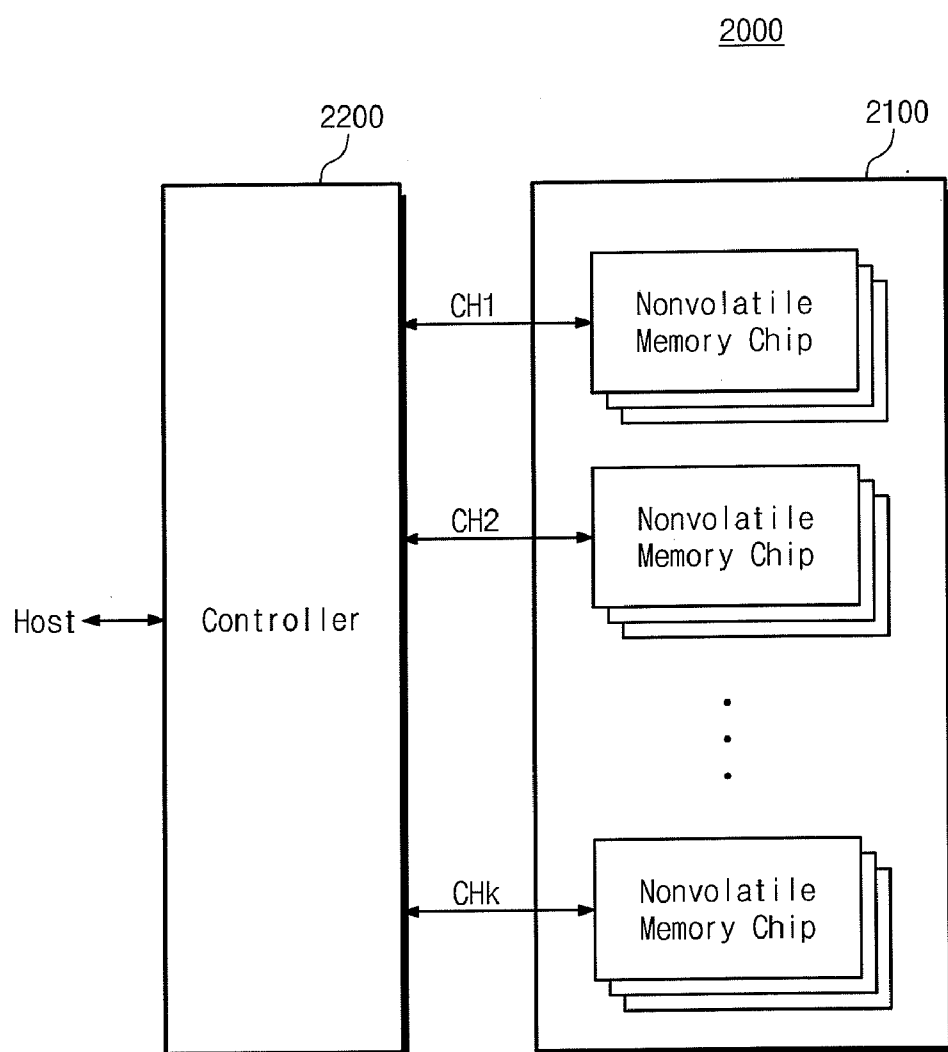 2000
2200
2100
CH1
Nonvolatile
Memory Chip
CH2
Nonvolatile
Memory Chip
Host
Controller
CHk
Nonvolatile
Memory Chip